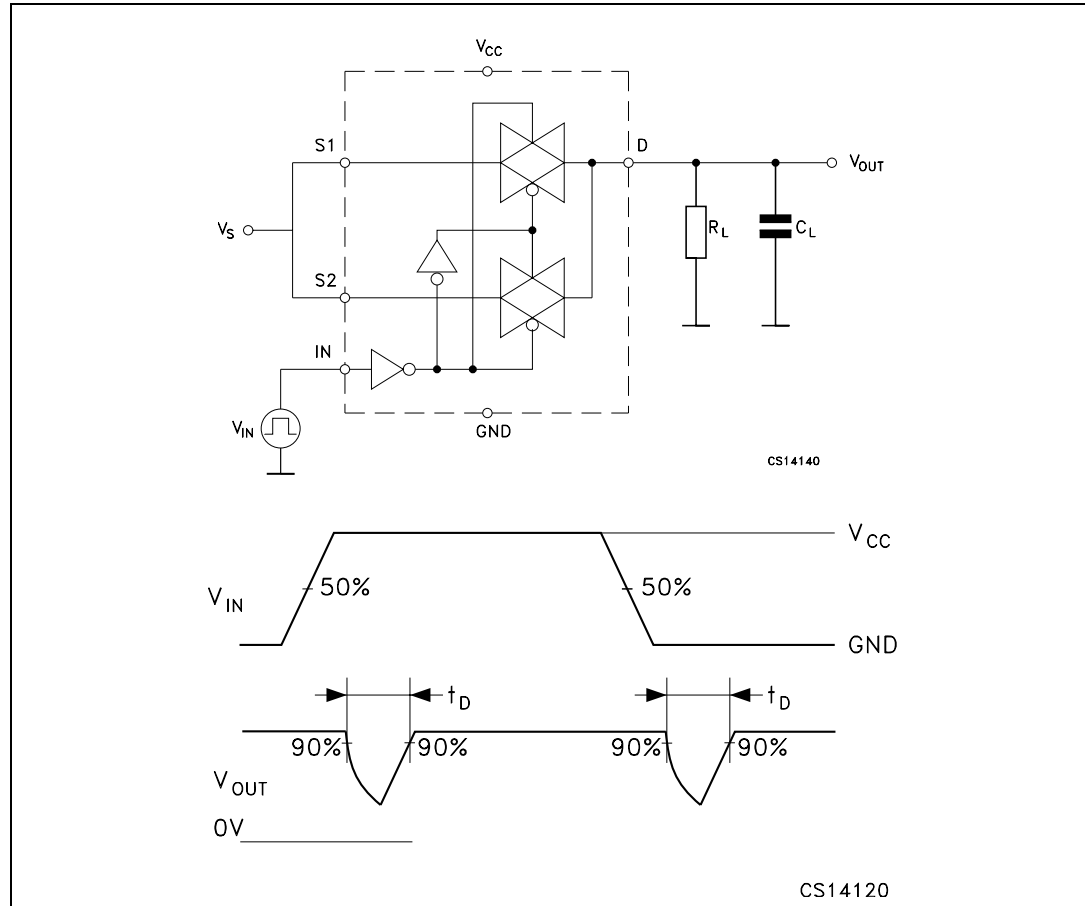 VCC
S1
D
VOUT
VS
RL
CL
S2
IN
VIN
GND
CS14140
VCC
50%
50%
VIN
GND
tD
tD
90%
90%
90%
90%
VOUT
0V
CS14120